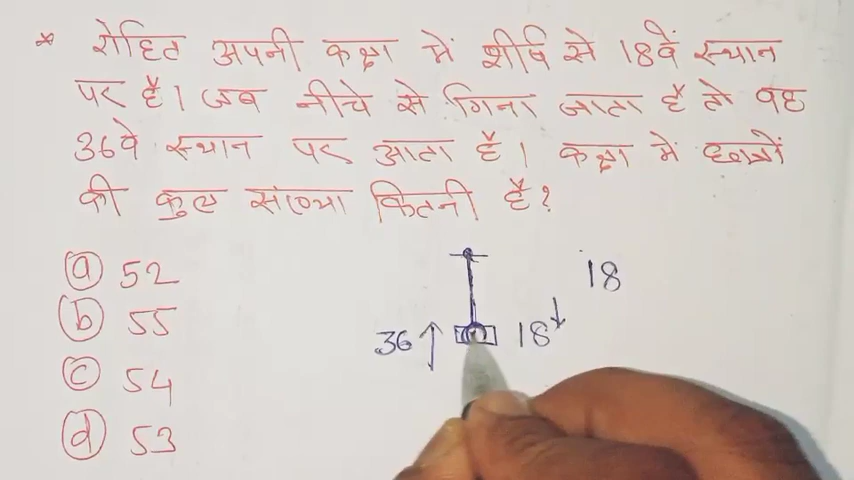 * रोहित अपनी कक्षा में शीर्ष से 18वें स्थान
पर है। जब नीचे से गिना जाता है तो वह
36वे स्थान पर आता है। कक्षा में छात्रों
की कुल संख्या कितनी है?
(a) 52
(b) 55
(c) 54
(d) 53
18
36 ↑ 18 ↓